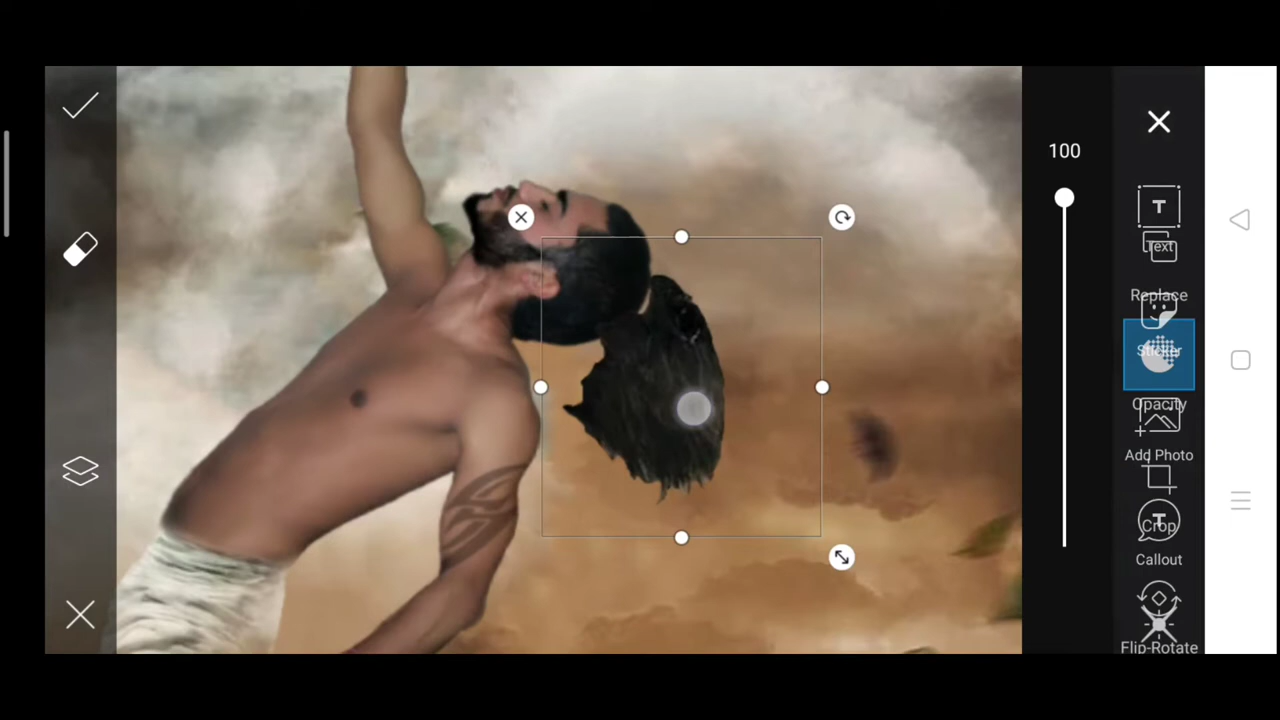 100
T
Text
Replace
Sticker
Opacity
Add Photo
Crop
T
Callout
Flip-Rotate